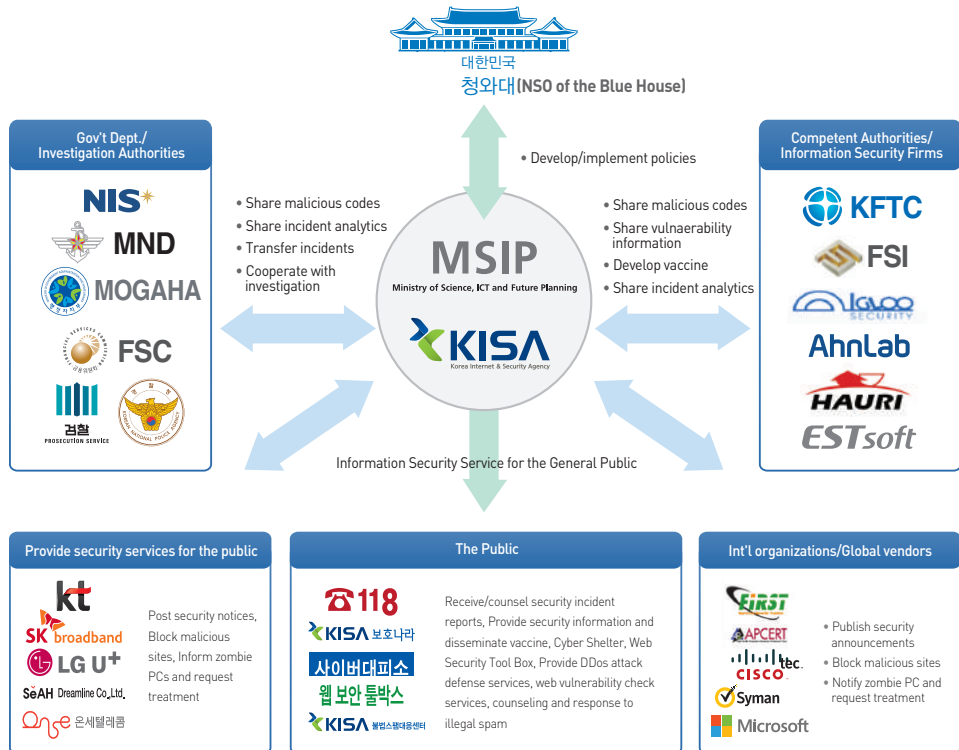 대한민국
청와대(NSO of the Blue House)
Gov't Dept./
Investigation Authorities
NIS
MND
MOGAHA
FSC
검찰
PROSECUTION SERVICE
• Share malicious codes
• Share incident analytics
• Transfer incidents
• Cooperate with
investigation
• Develop/implement policies
MSIP
Ministry of Science, ICT and Future Planning
KISA
Korea Internet & Security Agency
• Share malicious codes
• Share vulnaerability
information
• Develop vaccine
• Share incident analytics
Competent Authorities/
Information Security Firms
KFTC
FSI
IGLOO
SECURITY
AhnLab
HAURI
ESTsoft
Information Security Service for the General Public
Provide security services for the public
kt
SK broadband
LG U+
SeAH Dreamline Co.,Ltd.
Onse 온세텔레콤
Post security notices,
Block malicious
sites, Inform zombie
PCs and request
treatment
The Public
118
KISA 보호나라
사이버대피소
웹 보안 툴박스
KISA 불법스팸대응센터
Receive/counsel security incident
reports, Provide security information and
disseminate vaccine, Cyber Shelter, Web
Security Tool Box, Provide DDos attack
defense services, web vulnerability check
services, counseling and response to
illegal spam
Int'l organizations/Global vendors
FIRST
APCERT
CISCO tec.
Syman
Microsoft
• Publish security
announcements
• Block malicious sites
• Notify zombie PC and
request treatment